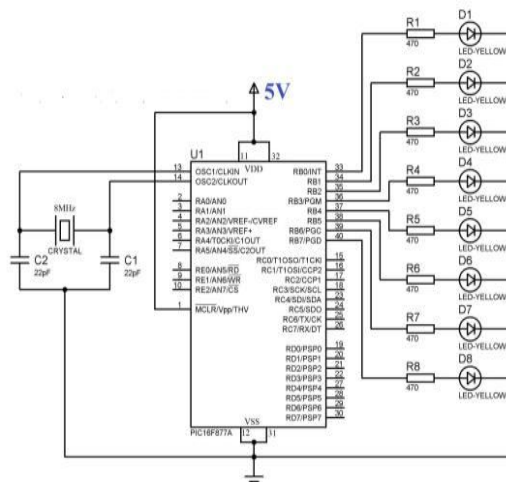 5V
U1
13 OSC1/CLKIN
14 OSC2/CLKOUT
2 RA0/AN0
3 RA1/AN1
4 RA2/AN2/VREF-/CVREF
5 RA3/AN3/VREF+
6 RA4/T0CKI/C1OUT
7 RA5/AN4/SS/C2OUT
8 RE0/AN5/RD
9 RE1/AN6/WR
10 RE2/AN7/CS
1 MCLR/Vpp/THV
11 VDD 32
RB0/INT 33
RB1 34
RB2 35
RB3/PGM 36
RB4 37
RB5 38
RB6/PGC 39
RB7/PGD 40
RC0/T1OSO/T1CKI 15
RC1/T1OSI/CCP2 16
RC2/CCP1 17
RC3/SCK/SCL 18
RC4/SDI/SDA 23
RC5/SDO 24
RC6/TX/CK 25
RC7/RX/DT 26
RD0/PSP0 19
RD1/PSP1 20
RD2/PSP2 21
RD3/PSP3 22
RD4/PSP4 27
RD5/PSP5 28
RD6/PSP6 29
RD7/PSP7 30
VSS
12 31
PIC16F877A
8MHz
CRYSTAL
C2
22pF
C1
22pF
R1
470
D1
LED-YELLOW
R2
470
D2
LED-YELLOW
R3
470
D3
LED-YELLOW
R4
470
D4
LED-YELLOW
R5
470
D5
LED-YELLOW
R6
470
D6
LED-YELLOW
R7
470
D7
LED-YELLOW
R8
470
D8
LED-YELLOW